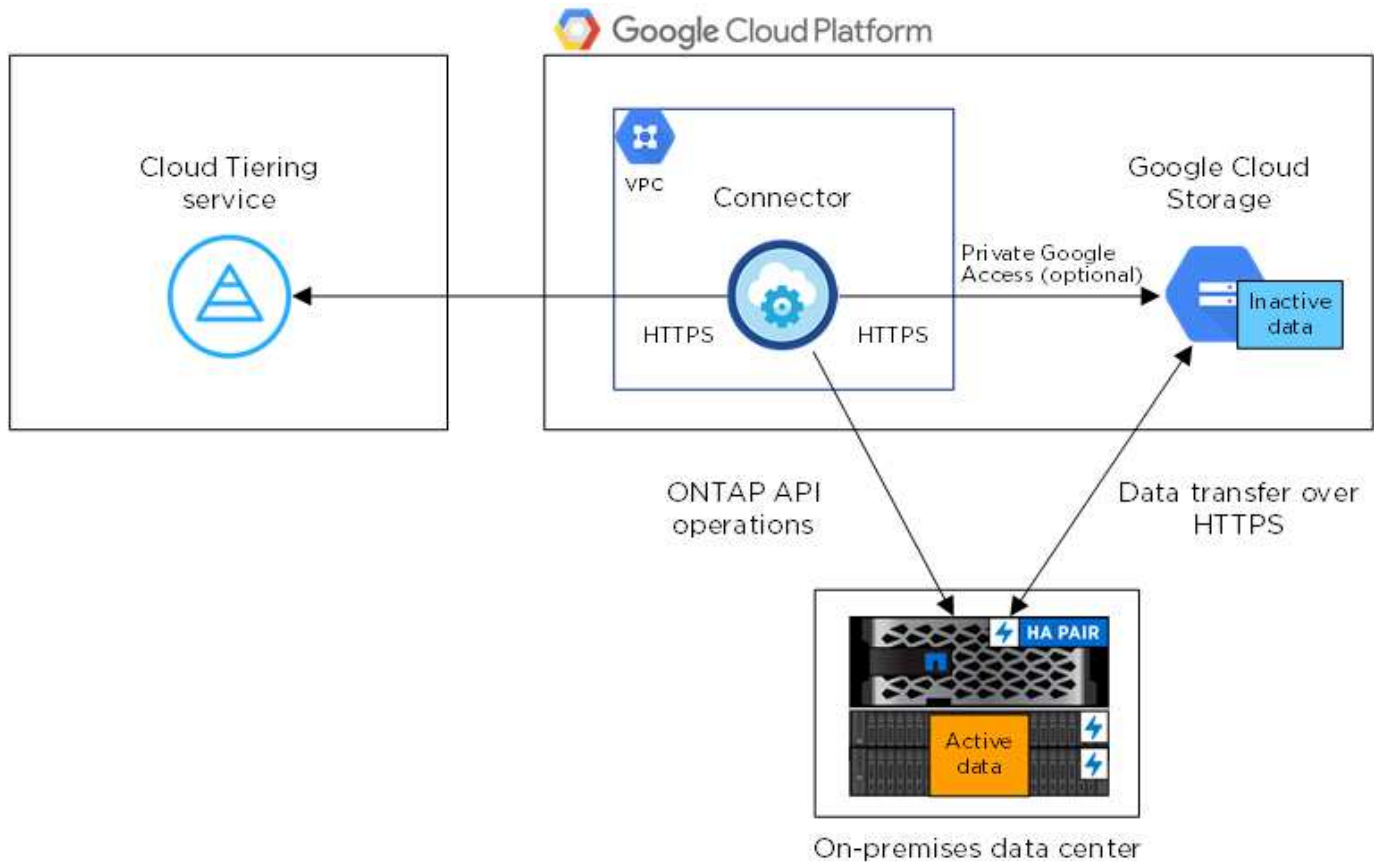 Google Cloud Platform
Cloud Tiering
service
VPC
Connector
Google Cloud
Storage
Private Google
Access (optional)
HTTPS
HTTPS
Inactive
data
ONTAP API
operations
Data transfer over
HTTPS
HA PAIR
Active
data
On-premises data center